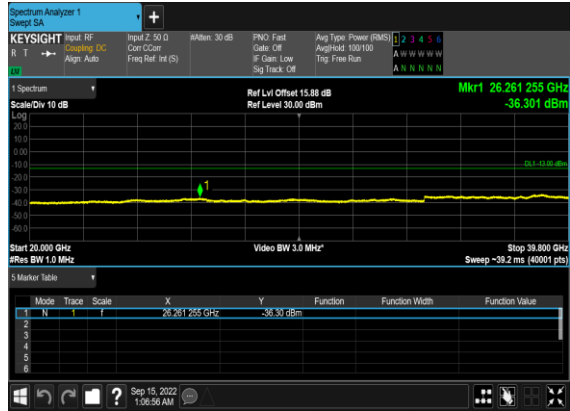 Spectrum Analyzer 1
Swept SA
+
KEYSIGHT Input: RF Input Z: 50 Ω #Atten: 30 dB PNO: Fast Avg Type: Power (RMS) 1 2 3 4 5 6
R T Coupling: DC Corr CCorr Gate: Off Avg|Hold: 100/100 A W W W W W
Align: Auto Freq Ref: Int (S) IF Gain: Low Trig: Free Run
Sig Track: Off A N N N N N
1 Spectrum
Ref Lvl Offset 15.88 dB Mkr1 26.261 255 GHz
Scale/Div 10 dB Ref Level 30.00 dBm -36.301 dBm
Log
20.0
10.0
0.00
-10.0
DL1 -13.00 dBm
-20.0
1
-30.0
-40.0
-50.0
-60.0
Start 20.000 GHz Video BW 3.0 MHz* Stop 39.800 GHz
#Res BW 1.0 MHz Sweep ~39.2 ms (40001 pts)
5 Marker Table
Mode Trace Scale X Y Function Function Width Function Value
1 N 1 f 26.261 255 GHz -36.30 dBm
2
3
4
5
6
? Sep 15, 2022
1:06:56 AM